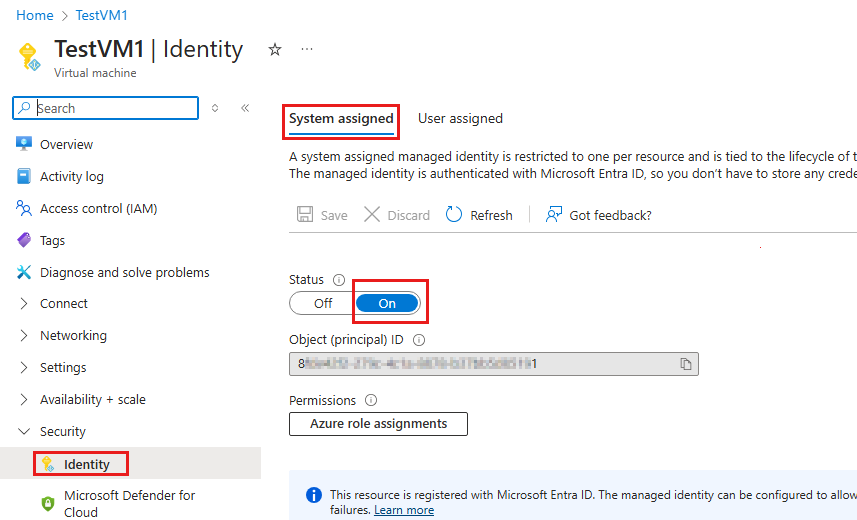 Home > TestVM1
TestVM1 | Identity
Virtual machine
Search
Overview
Activity log
Access control (IAM)
Tags
Diagnose and solve problems
Connect
Networking
Settings
Availability + scale
Security
Identity
Microsoft Defender for
Cloud
System assigned User assigned
A system assigned managed identity is restricted to one per resource and is tied to the lifecycle of
The managed identity is authenticated with Microsoft Entra ID, so you don't have to store any
Save Discard Refresh Got feedback?
Status
Off On
Object (principal) ID
Permissions
Azure role assignments
This resource is registered with Microsoft Entra ID. The managed identity can be configured to allow
failures. Learn more